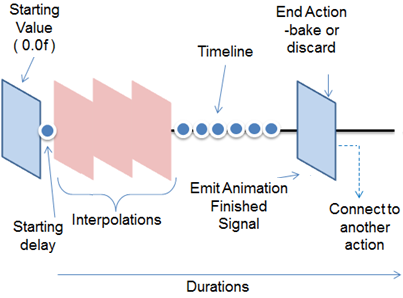 Starting
Value
( 0.0f)
Timeline
End Action
-bake or
discard
Interpolations
Starting
delay
Emit Animation
Finished
Signal
Connect to
another
action
Durations